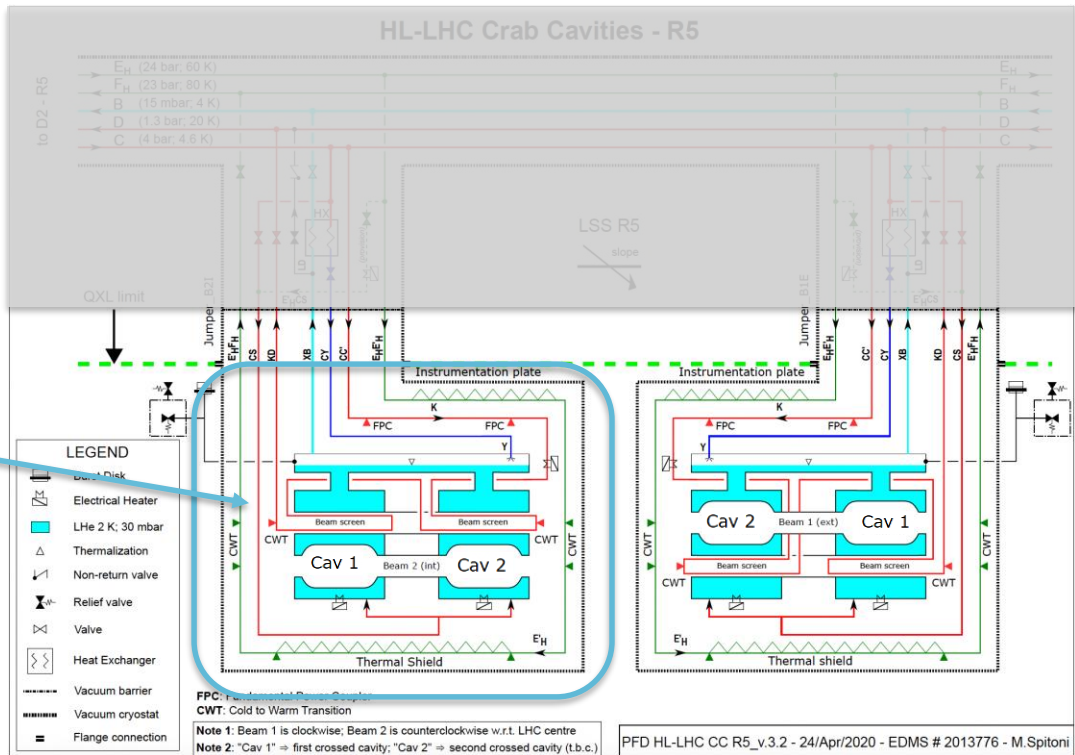 HL-LHC Crab Cavities - R5
to D2 - R5
E_H (24 bar; 60 K) E_H
F_H (23 bar; 80 K) F_H
B (15 mbar; 4 K) B
D (1.3 bar; 20 K) D
C (4 bar; 4.6 K) C
HX HX
LSS R5
slope
QXL limit
Jumper_B2I
Jumper_B1E
CS KD XB CY CC'
CC' CY XB KD CS
Instrumentation plate Instrumentation plate
K K
FPC FPC FPC FPC
Y Y
Beam screen Beam screen
CWT CWT CWT CWT
Cav 1 Beam 2 (int) Cav 2
Cav 2 Beam 1 (ext) Cav 1
Beam screen Beam screen
CWT CWT CWT CWT
E'_H E'_H
Thermal Shield Thermal shield
LEGEND
Burst Disk
Electrical Heater
LHe 2 K; 30 mbar
Thermalization
Non-return valve
Relief valve
Valve
Heat Exchanger
Vacuum barrier
Vacuum cryostat
Flange connection
FPC: Fundamental Power Coupler
CWT: Cold to Warm Transition
Note 1: Beam 1 is clockwise; Beam 2 is counterclockwise w.r.t. LHC centre
Note 2: "Cav 1" ⇒ first crossed cavity; "Cav 2" ⇒ second crossed cavity (t.b.c.)
PFD HL-LHC CC R5_v.3.2 - 24/Apr/2020 - EDMS # 2013776 - M.Spitoni